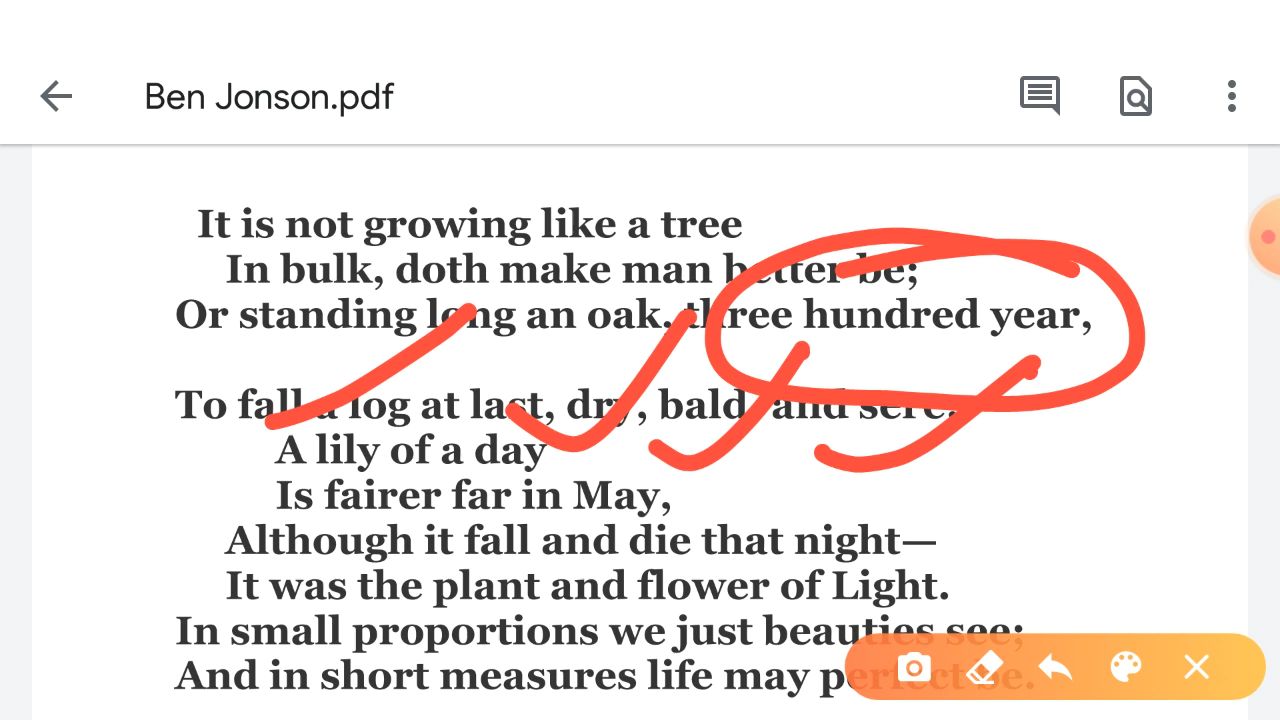 Ben Jonson.pdf
It is not growing like a tree
In bulk, doth make man better be;
Or standing long an oak, three hundred year,
To fall a log at last, dry, bald, and sere:
A lily of a day
Is fairer far in May,
Although it fall and die that night—
It was the plant and flower of Light.
In small proportions we just beauties see;
And in short measures life may perfect be.